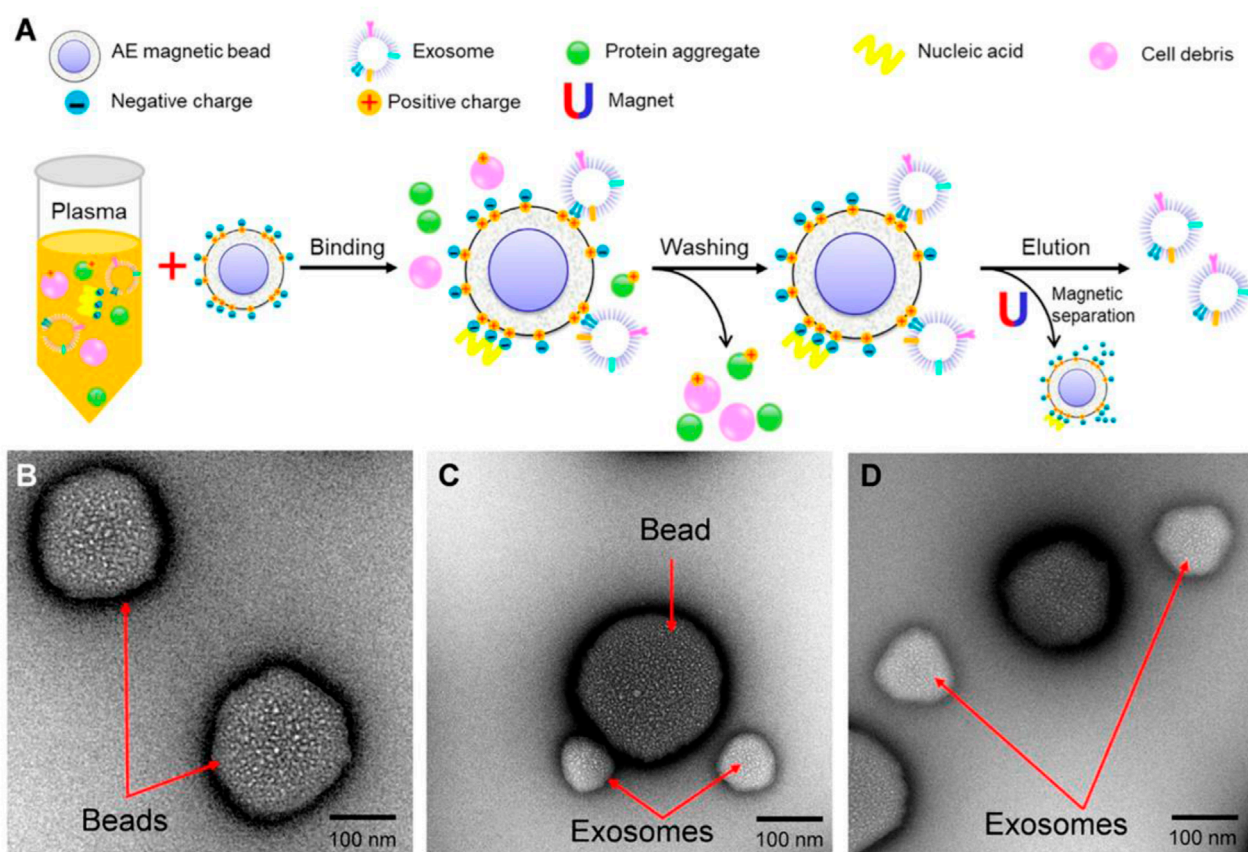 A
AE magnetic bead
Exosome
Protein aggregate
Nucleic acid
Cell debris
Negative charge
Positive charge
Magnet
Plasma
Binding
Washing
Elution
Magnetic
separation
B
Beads
100 nm
C
Bead
Exosomes
100 nm
D
Exosomes
100 nm